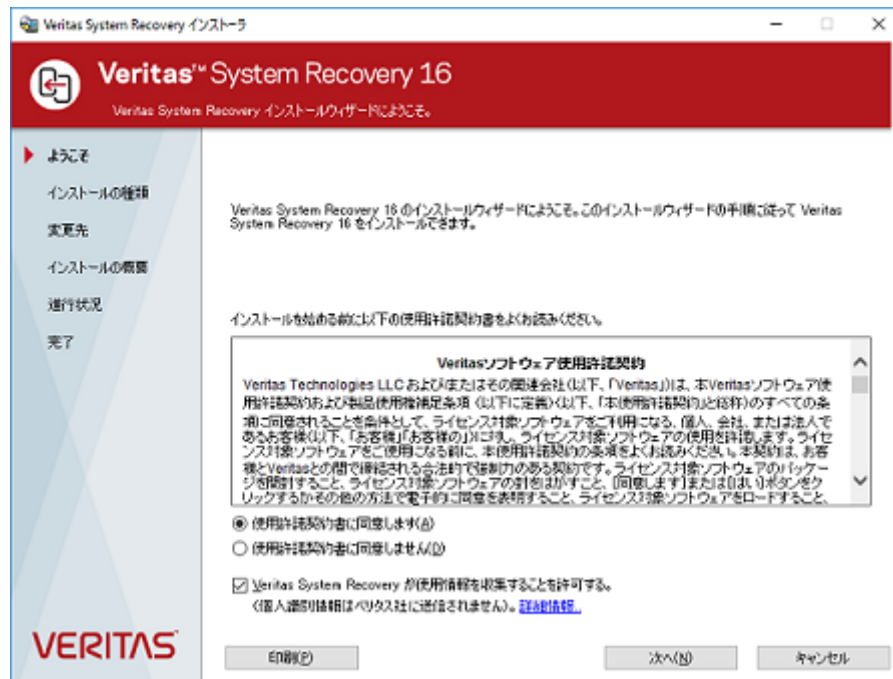 Veritas System Recovery インストーラ
Veritas™ System Recovery 16
Veritas System Recovery インストールウィザードにようこそ。
ようこそ
インストールの種類
変更先
インストールの概要
進行状況
完了
Veritas System Recovery 16 のインストールウィザードにようこそ。このインストールウィザードの手順に従って Veritas
System Recovery 16 をインストールできます。
インストールを始める前に以下の使用許諾契約書をよくお読みください。
Veritasソフトウェア使用許諾契約
Veritas Technologies LLC および/またはその関連会社(以下、「Veritas」)は、本Veritasソフトウェア使
用許諾契約および製品使用権補足条項 (以下に定義)(以下、「本使用許諾契約」と総称)のすべての条
項に同意されることを条件として、ライセンス対象ソフトウェアをご利用になる、個人、会社、または法人で
あるお客様(以下、「お客様」「お客様の」)に対し、ライセンス対象ソフトウェアの使用を許諾します。ライセ
ンス対象ソフトウェアをご使用になる前に、本使用許諾契約の条項をよくお読みください。本契約は、お客
様とVeritasとの間で締結される合法的で強制力のある契約です。ライセンス対象ソフトウェアのパッケー
ジを開封すること、ライセンス対象ソフトウェアの封をはがすこと、[同意します]または[はい]ボタンをク
リックするかその他の方法で電子的に同意を表明すること、ライセンス対象ソフトウェアをロードすること、
使用許諾契約書に同意します(A)
使用許諾契約書に同意しません(D)
Veritas System Recovery が使用情報を収集することを許可する。
(個人識別情報はベリタス社に送信されません)。詳細情報...
VERITAS
印刷(P)
次へ(N)
キャンセル